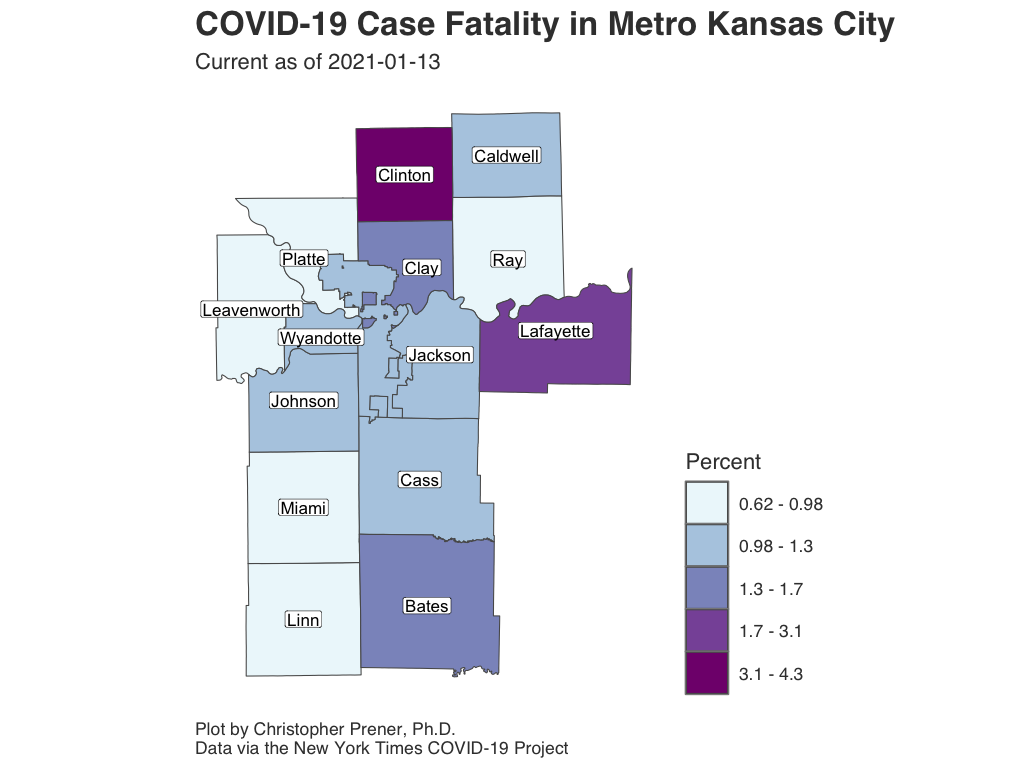 COVID-19 Case Fatality in Metro Kansas City
Current as of 2021-01-13
Caldwell
Clinton
Platte
Clay
Ray
Leavenworth
Lafayette
Wyandotte
Jackson
Johnson
Cass
Miami
Bates
Linn
Percent
0.62 - 0.98
0.98 - 1.3
1.3 - 1.7
1.7 - 3.1
3.1 - 4.3
Plot by Christopher Prener, Ph.D.
Data via the New York Times COVID-19 Project